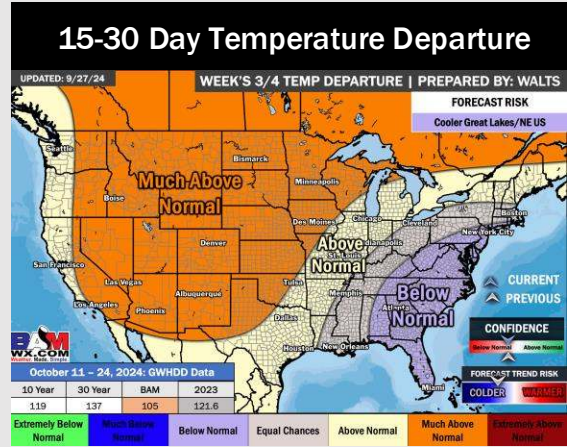 15-30 Day Temperature Departure
UPDATED: 9/27/24
WEEK'S 3/4 TEMP DEPARTURE | PREPARED BY: WALTS
FORECAST RISK
Cooler Great Lakes/NE US
Seattle
Bismarck
Minneapolis
Much Above
Normal
Boise
Boston
Chicago
Cleveland
New York City
Des Moines
Denver
Above
Normal
Indianapolis
St. Louis
San Francisco
Las Vegas
Tulsa
Memphis
Below
Normal
Atlanta
Los Angeles
Albuquerque
Phoenix
Dallas
Houston
New Orleans
Miami
CURRENT
PREVIOUS
CONFIDENCE
Below Normal
Above Normal
FORECAST TREND RISK
COLDER
WARMER
BAM
WX.COM
Weather. Made. Simple.
October 11 – 24, 2024: GWHDD Data
10 Year 30 Year BAM 2023
119 137 105 121.6
Extremely Below Normal
Much Below Normal
Below Normal
Equal Chances
Above Normal
Much Above Normal
Extremely Above Normal